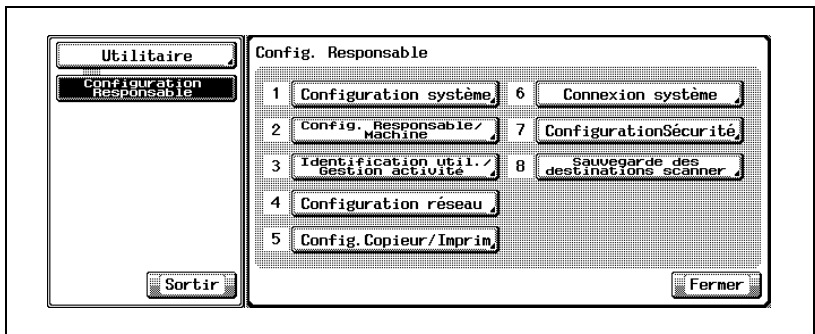 Utilitaire
Configuration
Responsable
Sortir
Config. Responsable
1 Configuration système
2 Config. Responsable/
Machine
3 Identification util./
Gestion activité
4 Configuration réseau
5 Config.Copieur/Imprim
6 Connexion système
7 ConfigurationSécurité
8 Sauvegarde des
destinations scanner
Fermer